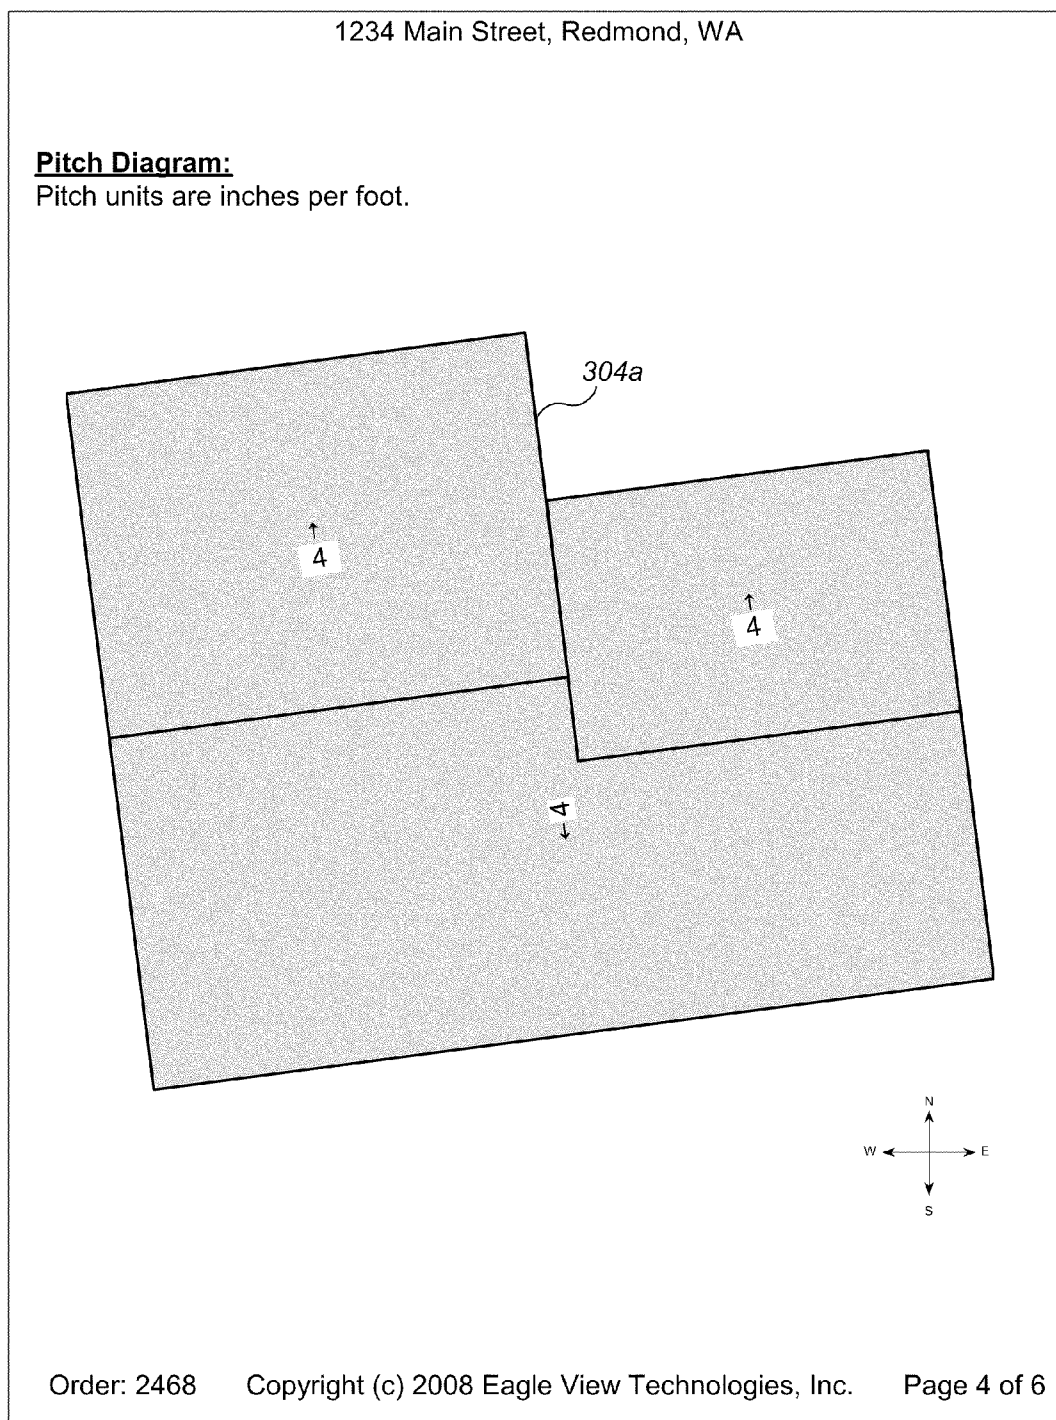 1234 Main Street, Redmond, WA
Pitch Diagram:
Pitch units are inches per foot.
304a
4
4
4
N
W E
S
Order: 2468 Copyright (c) 2008 Eagle View Technologies, Inc. Page 4 of 6